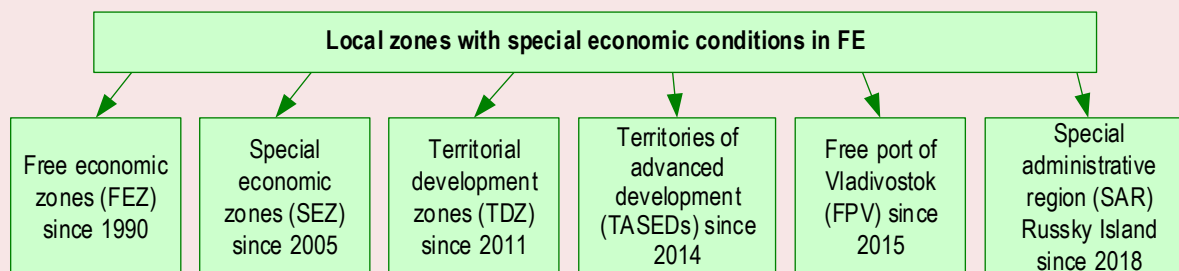 Local zones with special economic conditions in FE
Free economic
zones (FEZ)
since 1990
Special
economic
zones (SEZ)
since 2005
Territorial
development
zones (TDZ)
since 2011
Territories of
advanced
development
(TASEDs) since
2014
Free port of
Vladivostok
(FPV) since
2015
Special
administrative
region (SAR)
Russky Island
since 2018